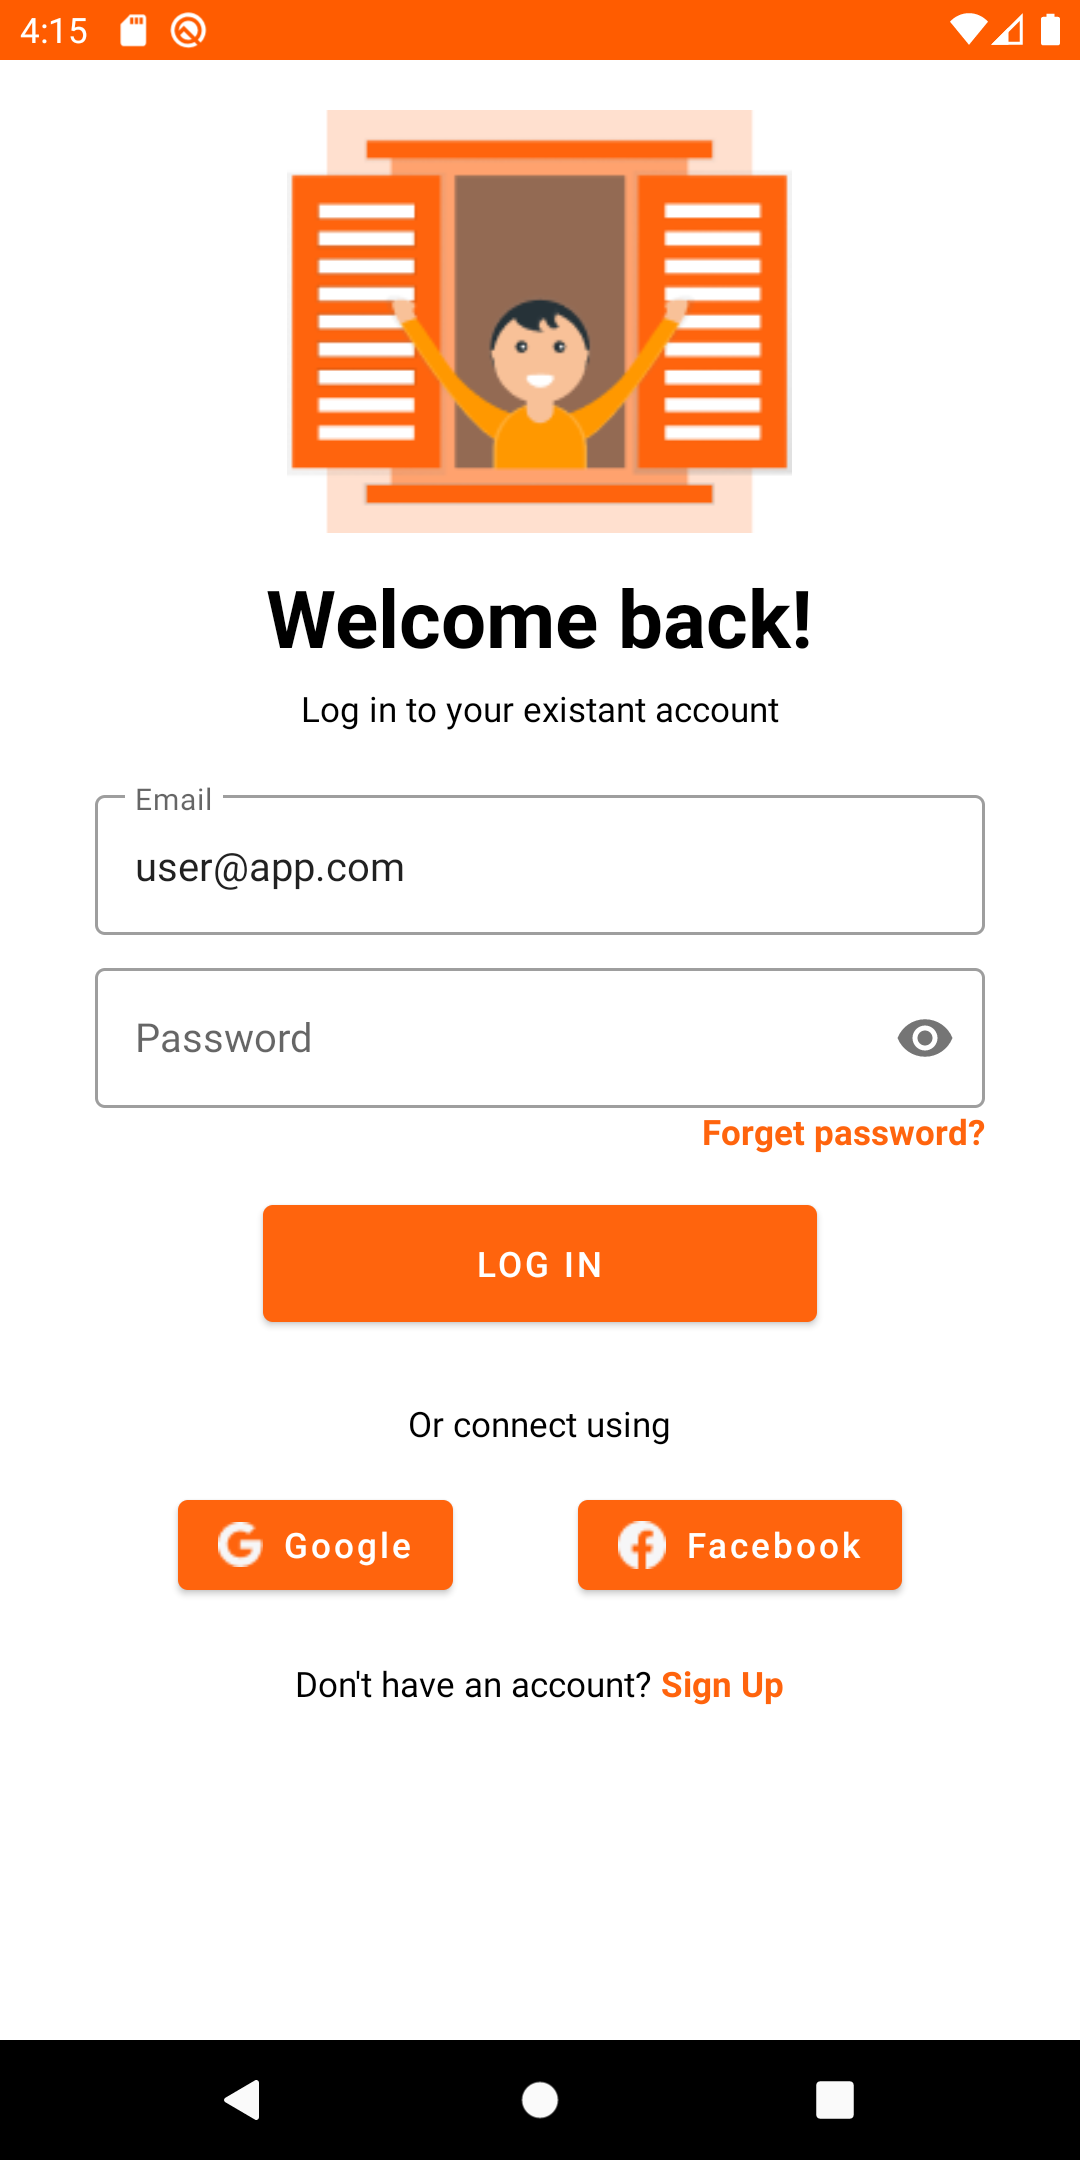 4:15
Welcome back!
Log in to your existant account
Email
user@app.com
Password
Forget password?
LOG IN
Or connect using
Google
Facebook
Don't have an account? Sign Up